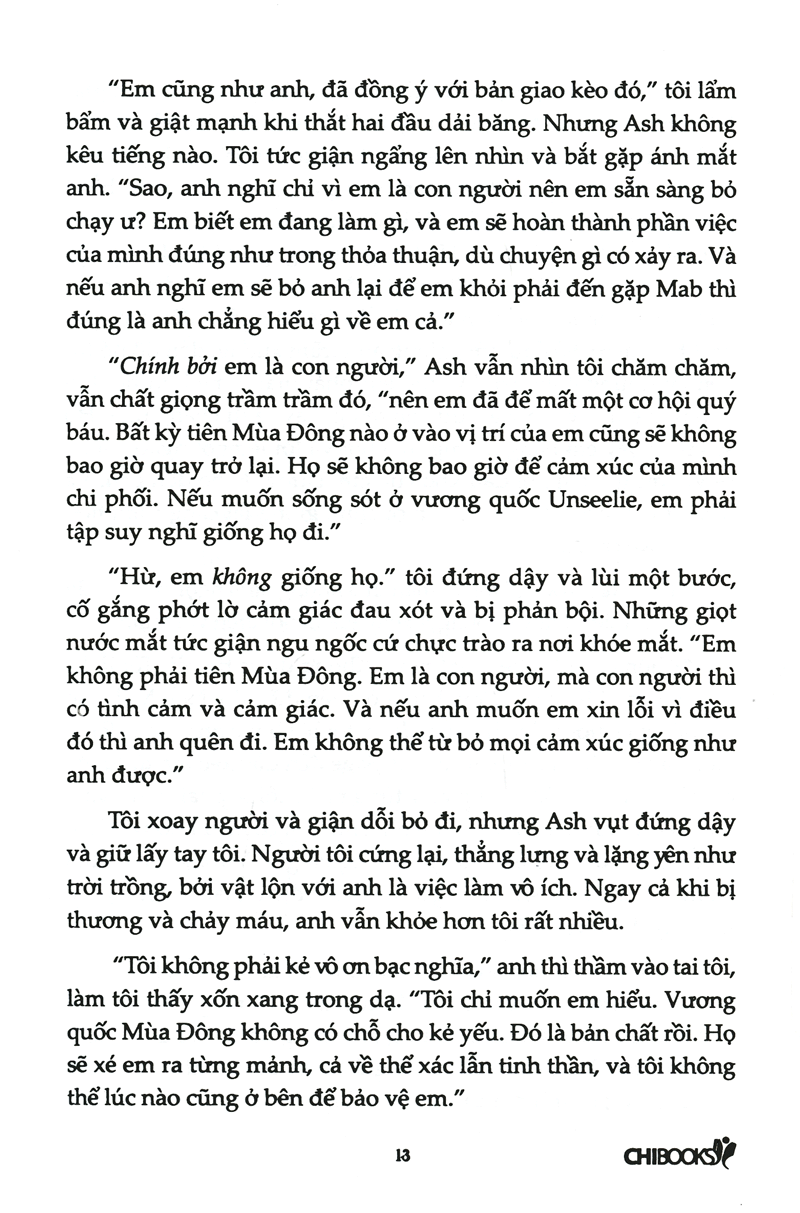 “Em cũng như anh, đã đồng ý với bản giao kèo đó,” tôi lẩm
bẩm và giật mạnh khi thắt hai đầu dải băng. Nhưng Ash không
kêu tiếng nào. Tôi tức giận ngẩng lên nhìn và bắt gặp ánh mắt
anh. “Sao, anh nghĩ chỉ vì em là con người nên em sẵn sàng bỏ
chạy ư? Em biết em đang làm gì, và em sẽ hoàn thành phần việc
của mình đúng như trong thỏa thuận, dù chuyện gì có xảy ra. Và
nếu anh nghĩ em sẽ bỏ anh lại để em khỏi phải đến gặp Mab thì
đúng là anh chẳng hiểu gì về em cả.”
“Chính bởi em là con người,” Ash vẫn nhìn tôi chăm chăm,
vẫn chất giọng trầm trầm đó, “nên em đã để mất một cơ hội quý
báu. Bất kỳ tiên Mùa Đông nào ở vào vị trí của em cũng sẽ không
bao giờ quay trở lại. Họ sẽ không bao giờ để cảm xúc của mình
chi phối. Nếu muốn sống sót ở vương quốc Unseelie, em phải
tập suy nghĩ giống họ đi.”
“Hừ, em không giống họ.” tôi đứng dậy và lùi một bước,
cố gắng phớt lờ cảm giác đau xót và bị phản bội. Những giọt
nước mắt tức giận ngu ngốc cứ chực trào ra nơi khóe mắt. “Em
không phải tiên Mùa Đông. Em là con người, mà con người thì
có tình cảm và cảm giác. Và nếu anh muốn em xin lỗi vì điều
đó thì anh quên đi. Em không thể từ bỏ mọi cảm xúc giống như
anh được.”
Tôi xoay người và giận dỗi bỏ đi, nhưng Ash vụt đứng dậy
và giữ lấy tay tôi. Người tôi cứng lại, thẳng lưng và lặng yên như
trời trồng, bởi vật lộn với anh là việc làm vô ích. Ngay cả khi bị
thương và chảy máu, anh vẫn khỏe hơn tôi rất nhiều.
“Tôi không phải kẻ vô ơn bạc nghĩa,” anh thì thầm vào tai tôi,
làm tôi thấy xốn xang trong dạ. “Tôi chỉ muốn em hiểu. Vương
quốc Mùa Đông không có chỗ cho kẻ yếu. Đó là bản chất rồi. Họ
sẽ xé em ra từng mảnh, cả về thể xác lẫn tinh thần, và tôi không
thể lúc nào cũng ở bên để bảo vệ em.”
13
CHIBOOKS